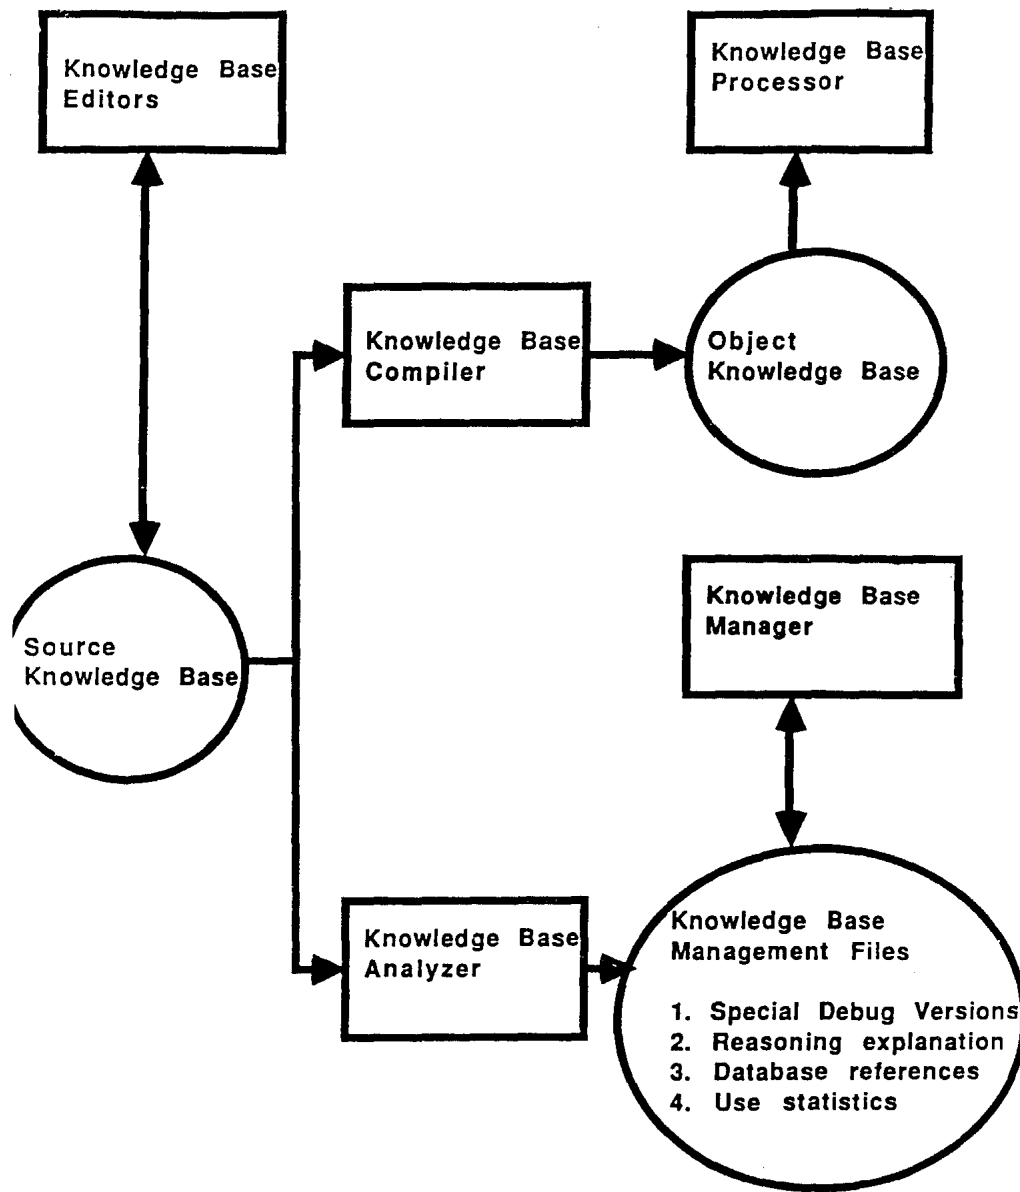 Knowledge Base
Editors
Knowledge Base
Processor
Knowledge Base
Compiler
Object
Knowledge Base
Source
Knowledge Base
Knowledge Base
Manager
Knowledge Base
Analyzer
Knowledge Base
Management Files
1. Special Debug Versions
2. Reasoning explanation
3. Database references
4. Use statistics